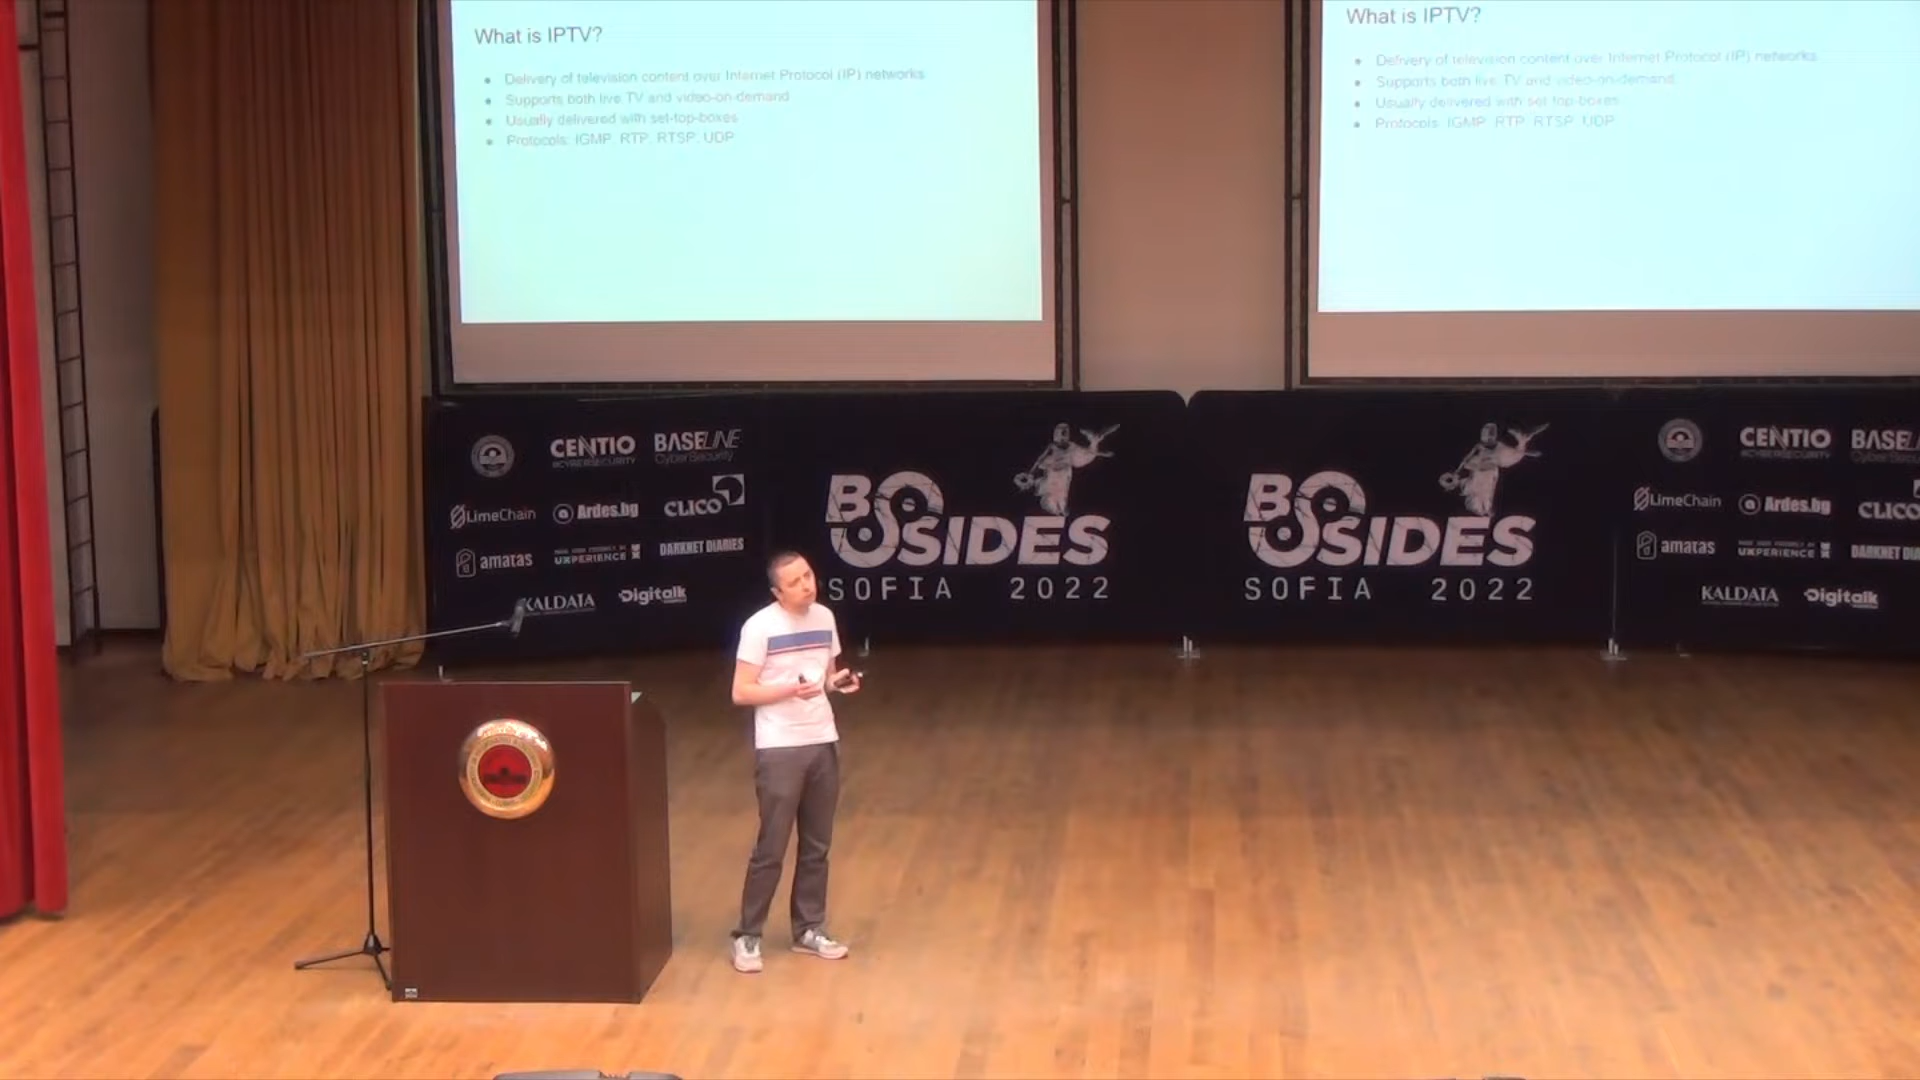 What is IPTV?
Delivery of television content over Internet Protocol (IP) networks
Supports both live TV and video-on-demand
Usually delivered with set-top-boxes
Protocols: IGMP, RTP, RTSP, UDP
What is IPTV?
Delivery of television content over Internet Protocol (IP) networks
Supports both live TV and video-on-demand
Usually delivered with set-top-boxes
Protocols: IGMP, RTP, RTSP, UDP
CENTIO
#CYBERSECURITY
BASELINE
CyberSecurity
LimeChain
Ardes.bg
CLICO
amatas
UXPERIENCE
DARKNET DIARIES
KALDATA
Digitalk
BSIDES
SOFIA 2022
BSIDES
SOFIA 2022
CENTIO
#CYBERSECURITY
LimeChain
Ardes.bg
CLICO
amatas
UXPERIENCE
DARKNET
KALDATA
Digitalk